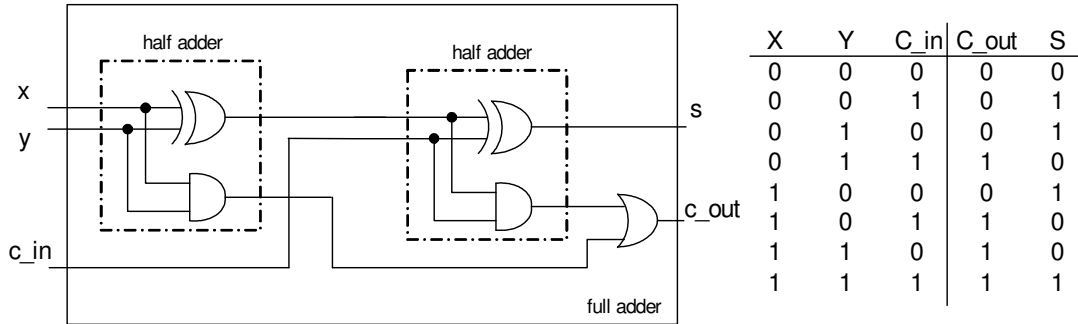 half adder
half adder
x
y
s
c_out
c_in
full adder
X Y C_in C_out S
0 0 0 0 0
0 0 1 0 1
0 1 0 0 1
0 1 1 1 0
1 0 0 0 1
1 0 1 1 0
1 1 0 1 0
1 1 1 1 1